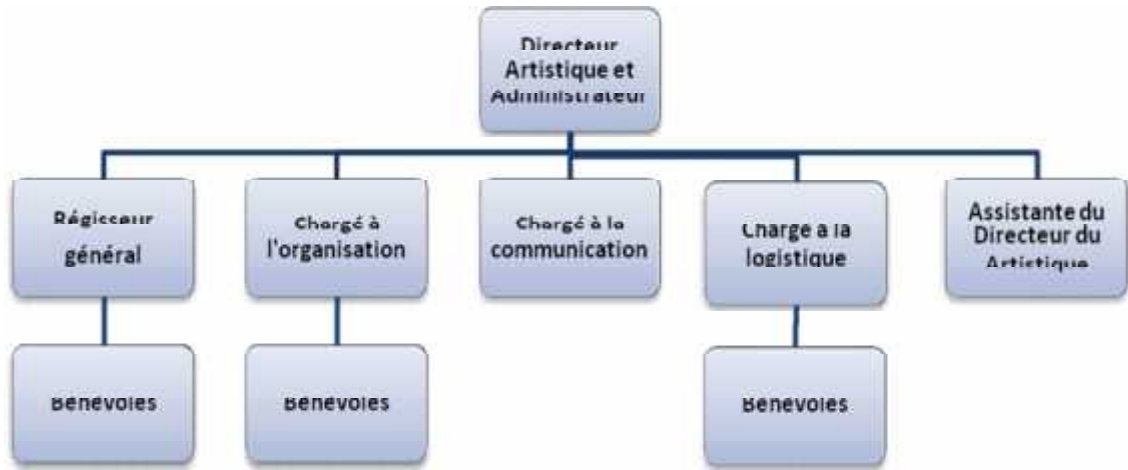 Directeur
Artistique et
Administrateur
Régisseur
général
Chargé à
l'organisation
Chargé à la
communication
Chargé à la
logistique
Assistante du
Directeur du
Artistique
Bénévoles
Bénévoles
Bénévoles